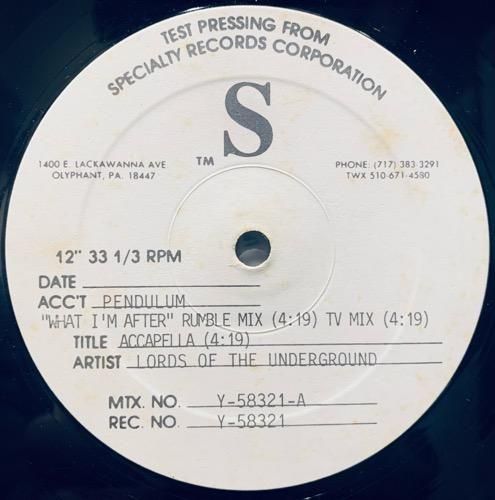 TEST PRESSING FROM
SPECIALTY RECORDS CORPORATION
S
TM
1400 E. LACKAWANNA AVE. PHONE: (717) 383-3291
OLYPHANT, PA. 18447 TWX 510-671-4580
12" 33 1/3 RPM
DATE
ACC'T PENDULUM
"WHAT I'M AFTER" RUMBLE MIX (4:19) TV MIX (4:19)
TITLE ACCAPELLA (4:19)
ARTIST LORDS OF THE UNDERGROUND
MTX. NO. Y-58321-A
REC. NO. Y-58321